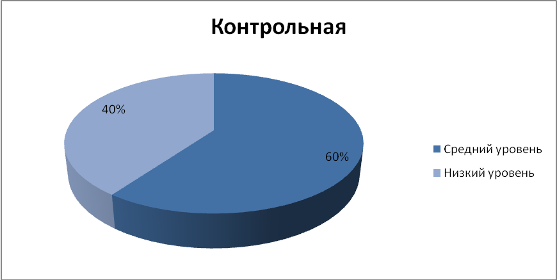 Контрольная
40%
60%
Средний уровень
Низкий уровень